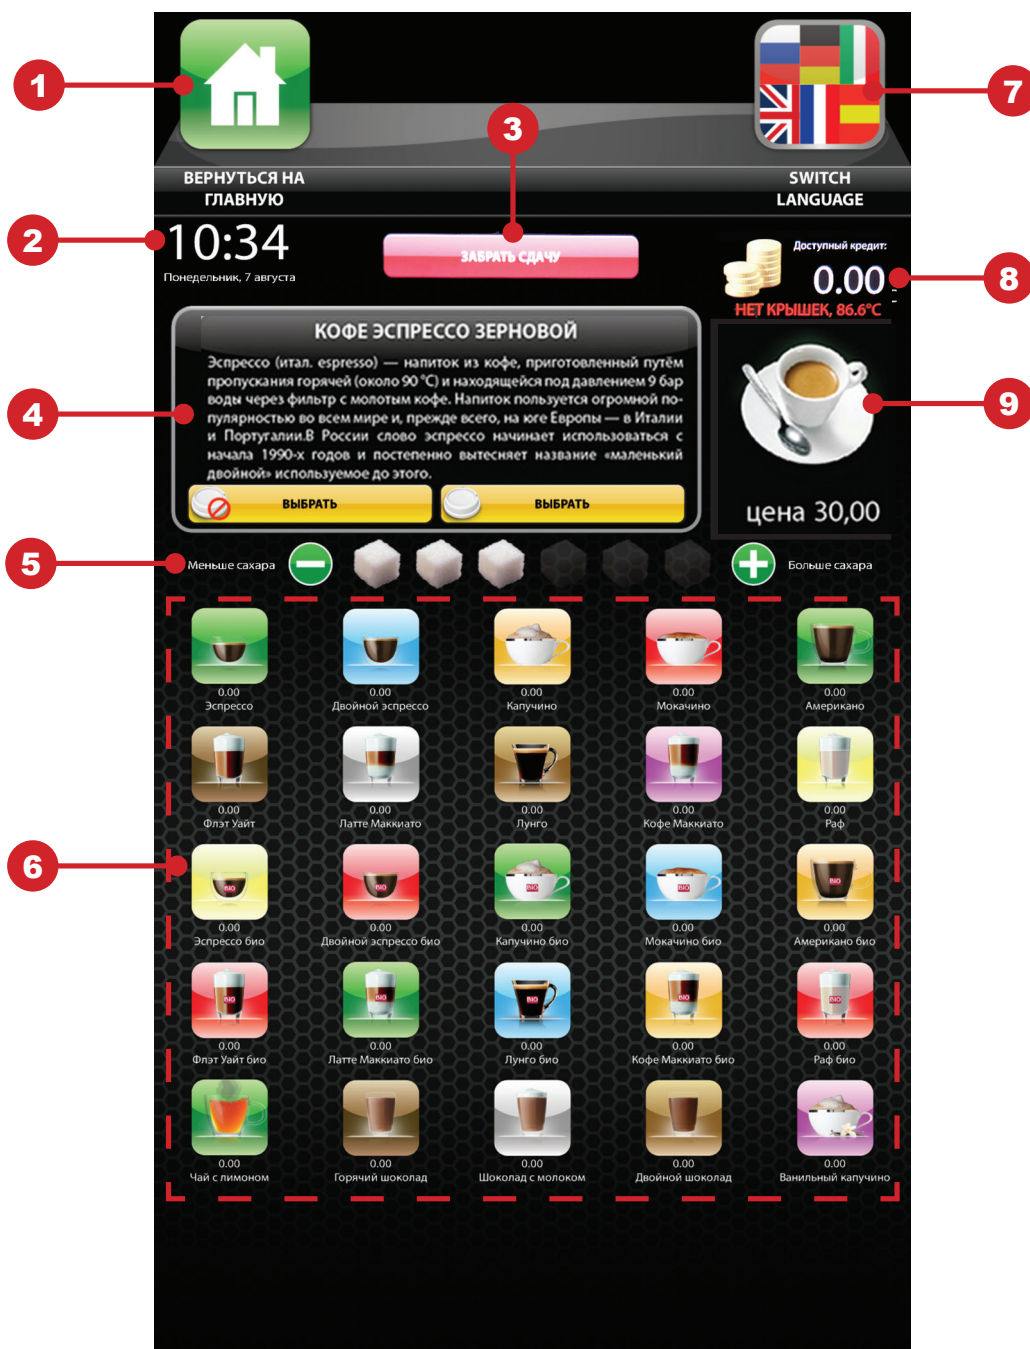 1
7
3
ВЕРНУТЬСЯ НА
ГЛАВНУЮ
SWITCH
LANGUAGE
2
10:34
Понедельник, 7 августа
ЗАБРАТЬ СДАЧУ
Доступный кредит:
0.00
8
НЕТ КРЫШЕК, 86.6°C
КОФЕ ЭСПРЕССО ЗЕРНОВОЙ
Эспрессо (итал. espresso) — напиток из кофе, приготовленный путём
пропускания горячей (около 90 °C) и находящейся под давлением 9 бар
воды через фильтр с молотым кофе. Напиток пользуется огромной по-
пулярностью во всем мире и, прежде всего, на юге Европы — в Италии
и Португалии.В России слово эспрессо начинает использоваться с
начала 1990-х годов и постепенно вытесняет название «маленький
двойной» используемое до этого.
4
9
ВЫБРАТЬ
ВЫБРАТЬ
цена 30,00
5
Меньше сахара
Больше сахара
0.00 0.00 0.00 0.00 0.00
Эспрессо Двойной эспрессо Капучино Мокачино Американо
0.00 0.00 0.00 0.00 0.00
Флэт Уайт Латте Маккиато Лунго Кофе Маккиато Раф
6
BIO BIO BIO BIO BIO
0.00 0.00 0.00 0.00 0.00
Эспрессо био Двойной эспрессо био Капучино био Мокачино био Американо био
BIO BIO BIO BIO BIO
0.00 0.00 0.00 0.00 0.00
Флэт Уайт био Латте Маккиато био Лунго био Кофе Маккиато био Раф био
0.00 0.00 0.00 0.00 0.00
Чай с лимоном Горячий шоколад Шоколад с молоком Двойной шоколад Ванильный капучино